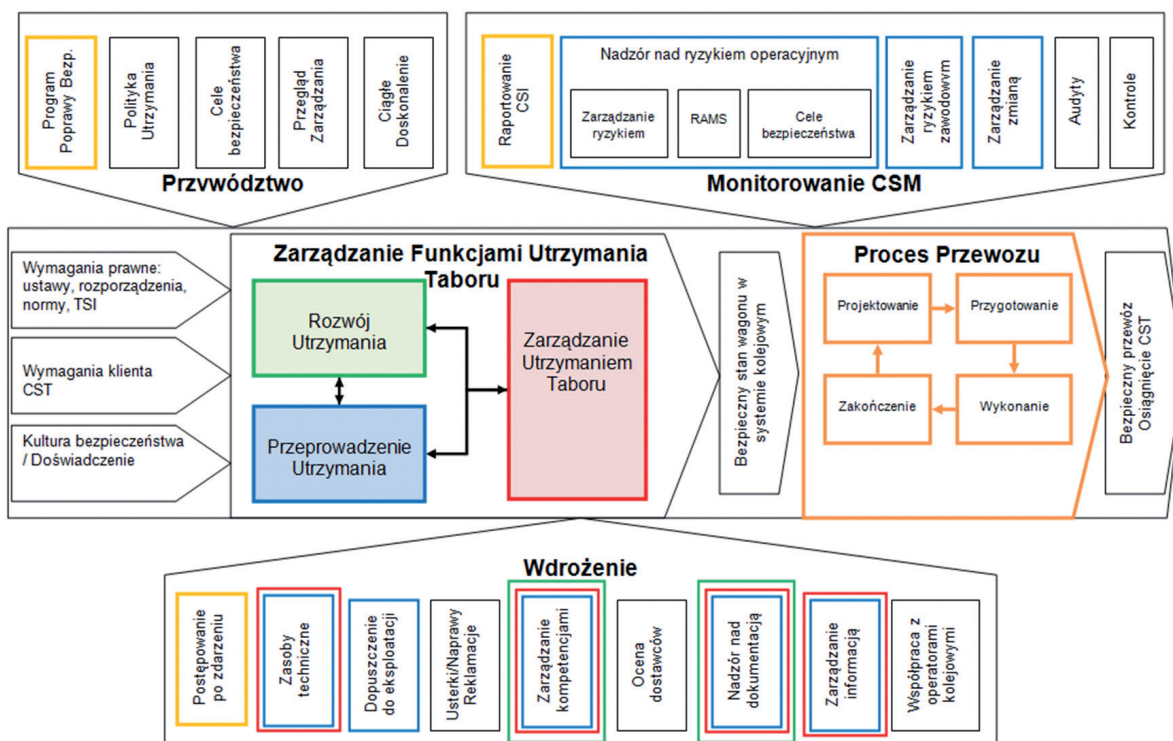 Program
Poprawy Bezp.
Polityka
Utrzymania
Cele
bezpieczeństwa
Przegląd
Zarządzania
Ciągłe
Doskonalenie
Przvwództwo
Raportowanie
CSI
Nadzór nad ryzykiem operacyjnym
Zarządzanie
ryzykiem
RAMS
Cele
bezpieczeństwa
Zarządzanie
ryzykiem
zawodowvm
Zarządzanie
zmianą
Audyty
Kontrole
Monitorowanie CSM
Wymagania prawne:
ustawy, rozporządzenia,
normy, TSI
Wymagania klienta
CST
Kultura bezpieczeństwa
/ Doświadczenie
Zarządzanie Funkcjami Utrzymania
Taboru
Rozwój
Utrzymania
Przeprowadzenie
Utrzymania
Zarządzanie
Utrzymaniem
Taboru
Bezpieczny stan wagonu w
systemie kolejowym
Proces Przewozu
Projektowanie
Przygotowanie
Zakończenie
Wykonanie
Bezpieczny przewóz
Osiągnięcie CST
Wdrożenie
Postępowanie
po zdarzeniu
Zasoby
techniczne
Dopuszczenie
do eksploatacji
Usterki/Naprawy
Reklamacje
Zarządzanie
kompetencjami
Ocena
dostawców
Nadzór nad
dokumentacją
Zarządzanie
informacją
Współpraca z
operatorami
kolejowymi